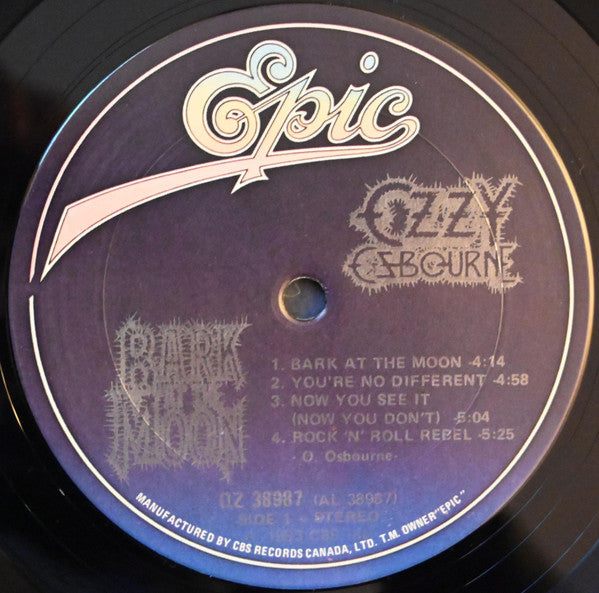 Epic
OZZY
OSBOURNE
BARK
AT THE
MOON
1. BARK AT THE MOON -4:14
2. YOU'RE NO DIFFERENT -4:58
3. NOW YOU SEE IT
(NOW YOU DON'T) -5:04
4. ROCK 'N' ROLL REBEL -5:25
- O. Osbourne-
QZ 38987 (AL 38987)
SIDE 1 - STEREO
1983 CBS
MANUFACTURED BY CBS RECORDS CANADA, LTD. T.M. OWNER "EPIC"